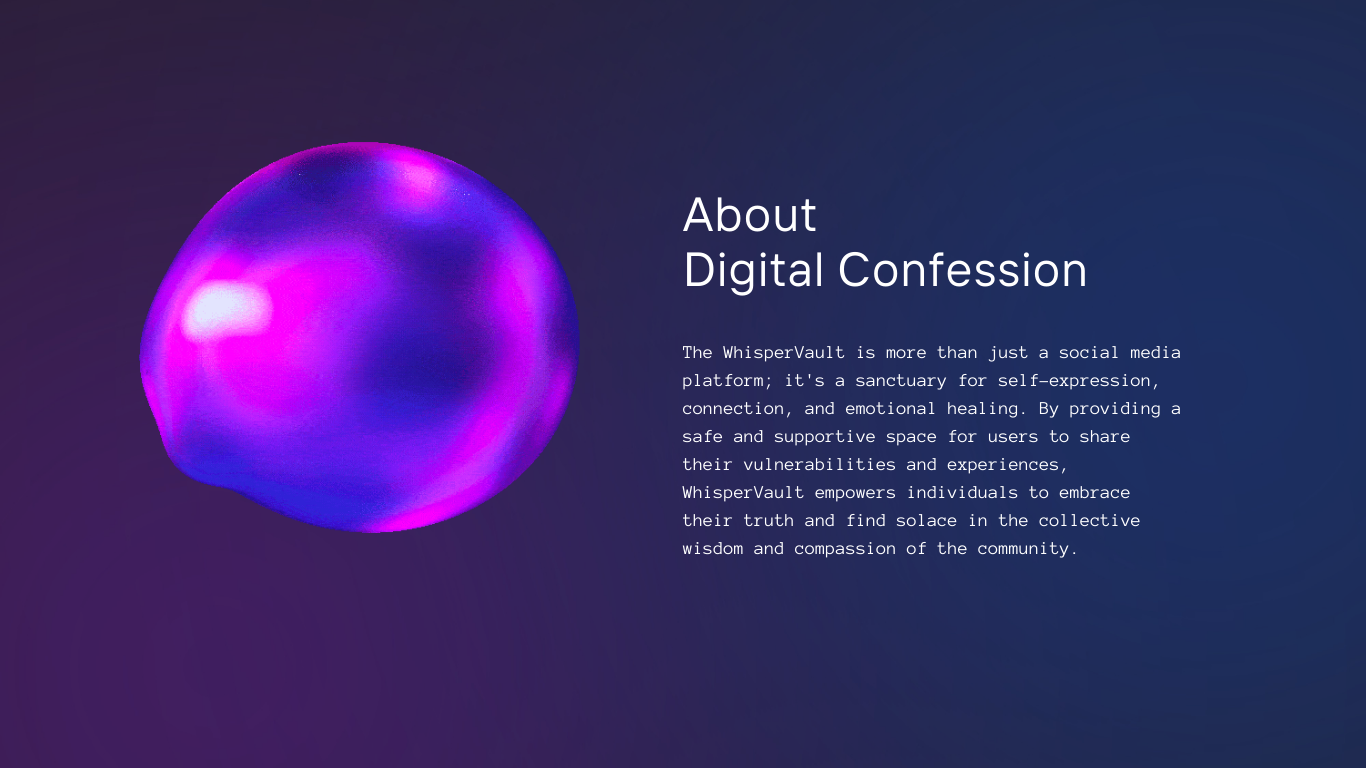 About
Digital Confession
The WhisperVault is more than just a social media
platform; it's a sanctuary for self-expression,
connection, and emotional healing. By providing a
safe and supportive space for users to share
their vulnerabilities and experiences,
WhisperVault empowers individuals to embrace
their truth and find solace in the collective
wisdom and compassion of the community.